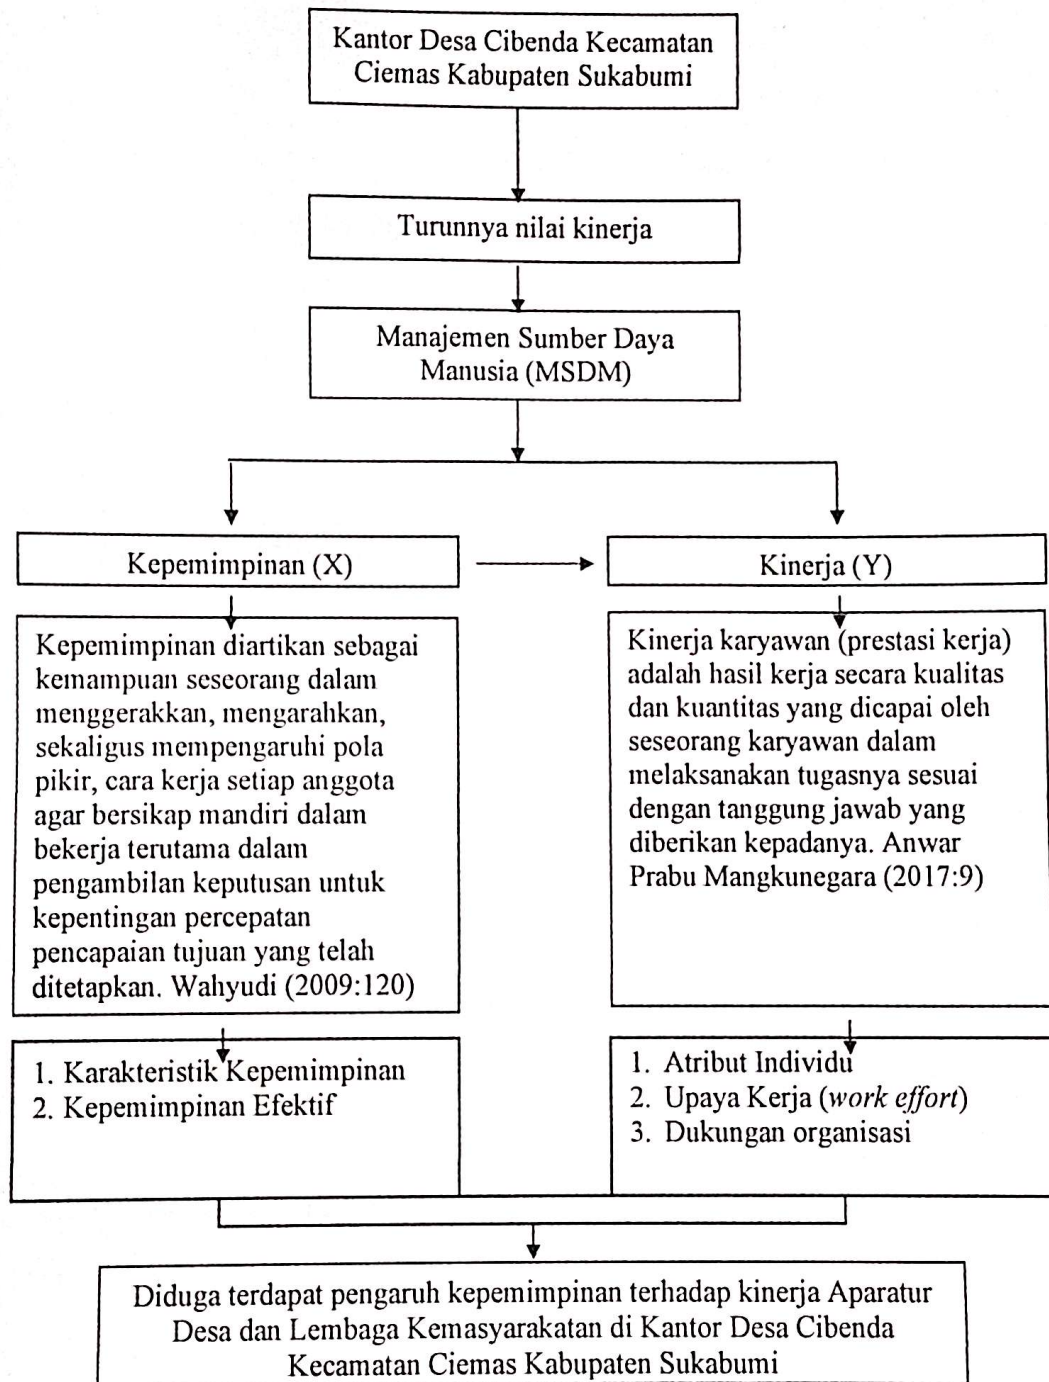 Kantor Desa Cibenda Kecamatan
Ciemas Kabupaten Sukabumi
Turunnya nilai kinerja
Manajemen Sumber Daya
Manusia (MSDM)
Kepemimpinan (X)
Kinerja (Y)
Kepemimpinan diartikan sebagai
kemampuan seseorang dalam
menggerakkan, mengarahkan,
sekaligus mempengaruhi pola
pikir, cara kerja setiap anggota
agar bersikap mandiri dalam
bekerja terutama dalam
pengambilan keputusan untuk
kepentingan percepatan
pencapaian tujuan yang telah
ditetapkan. Wahyudi (2009:120)
Kinerja karyawan (prestasi kerja)
adalah hasil kerja secara kualitas
dan kuantitas yang dicapai oleh
seseorang karyawan dalam
melaksanakan tugasnya sesuai
dengan tanggung jawab yang
diberikan kepadanya. Anwar
Prabu Mangkunegara (2017:9)
1. Karakteristik Kepemimpinan
2. Kepemimpinan Efektif
1. Atribut Individu
2. Upaya Kerja (work effort)
3. Dukungan organisasi
Diduga terdapat pengaruh kepemimpinan terhadap kinerja Aparatur
Desa dan Lembaga Kemasyarakatan di Kantor Desa Cibenda
Kecamatan Ciemas Kabupaten Sukabumi